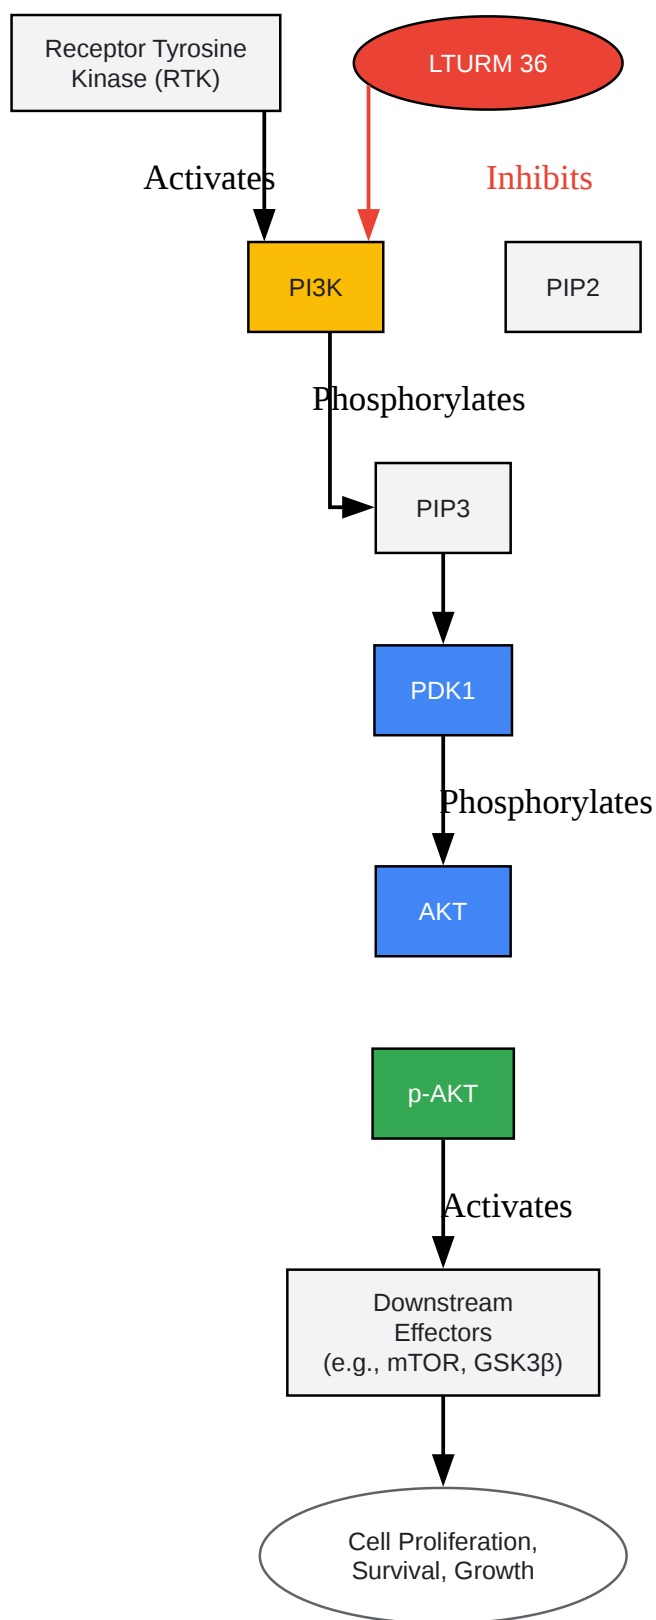 Receptor Tyrosine
Kinase (RTK)
LTURM 36
Activates
Inhibits
PI3K
PIP2
Phosphorylates
PIP3
PDK1
Phosphorylates
AKT
p-AKT
Activates
Downstream
Effectors
(e.g., mTOR, GSK3β)
Cell Proliferation,
Survival, Growth